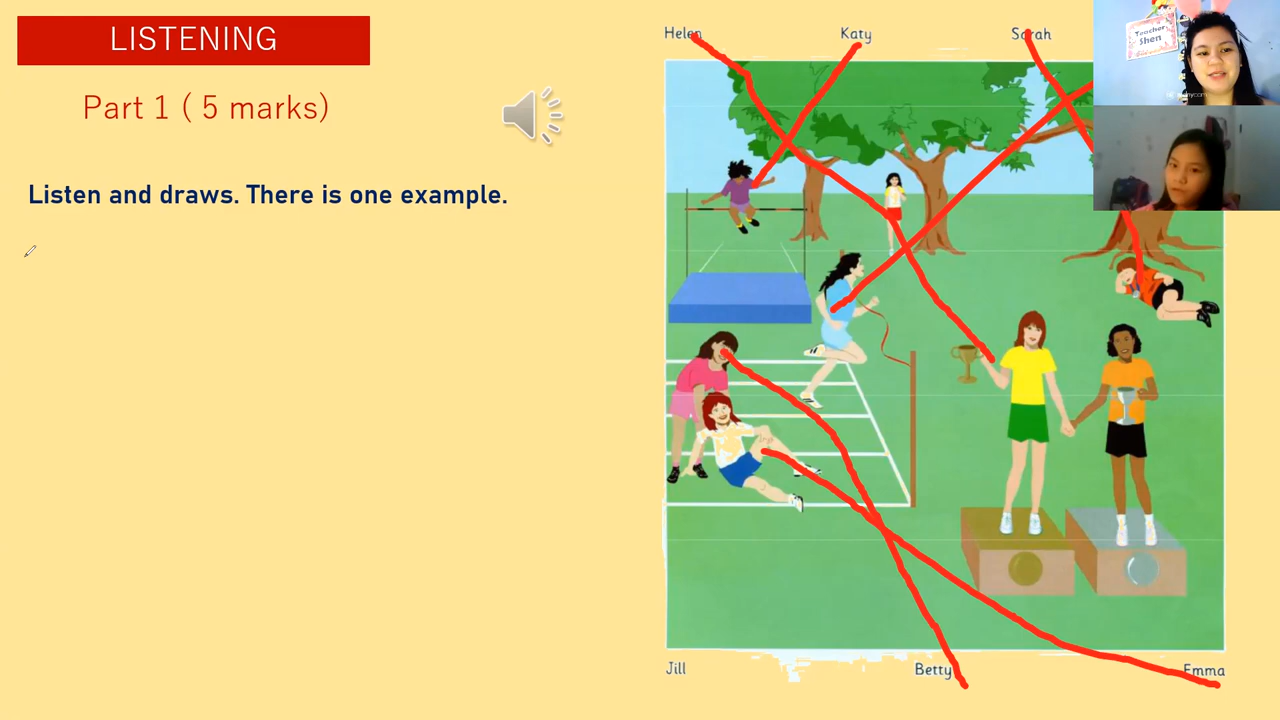 LISTENING
Part 1 ( 5 marks)
Listen and draws. There is one example.
Helen Katy Sarah
Teacher
Shen
Jill Betty Emma